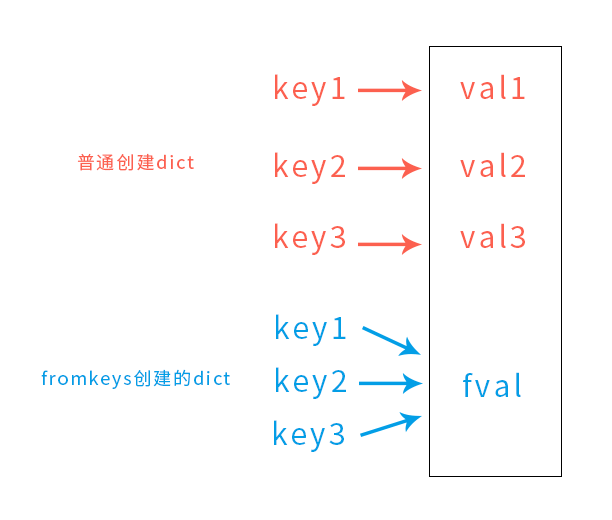 key1 val1
普通创建dict key2 val2
key3 val3
key1
fromkeys创建的dict key2 fval
key3